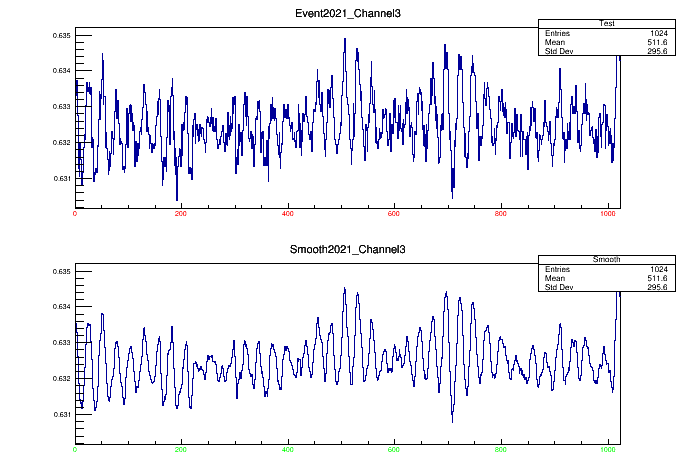 Event2021_Channel3
Test
Entries 1024
Mean 511.6
Std Dev 295.6
0.635
0.634
0.633
0.632
0.631
0 200 400 600 800 1000
Smooth2021_Channel3
Smooth
Entries 1024
Mean 511.6
Std Dev 295.6
0.635
0.634
0.633
0.632
0.631
0 200 400 600 800 1000